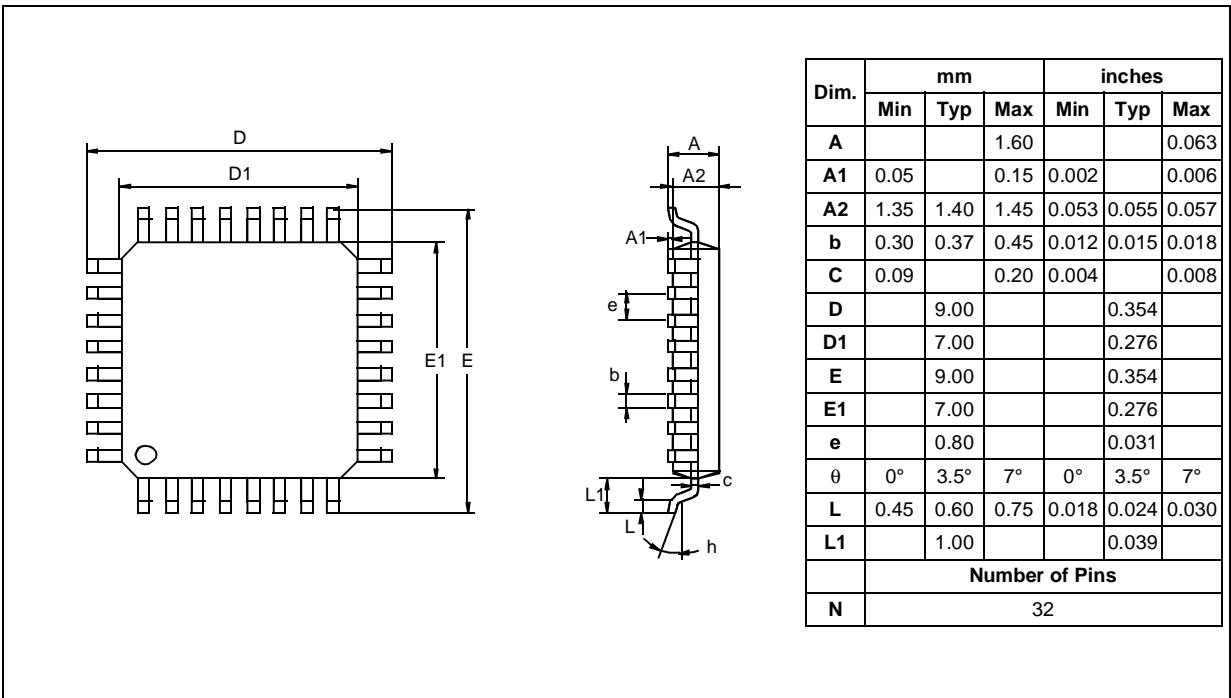 D
D1
E1 E
A
A2
A1
e
b
L1
c
L
h
Dim. mm inches
Min Typ Max Min Typ Max
A 1.60 0.063
A1 0.05 0.15 0.002 0.006
A2 1.35 1.40 1.45 0.053 0.055 0.057
b 0.30 0.37 0.45 0.012 0.015 0.018
C 0.09 0.20 0.004 0.008
D 9.00 0.354
D1 7.00 0.276
E 9.00 0.354
E1 7.00 0.276
e 0.80 0.031
θ 0° 3.5° 7° 0° 3.5° 7°
L 0.45 0.60 0.75 0.018 0.024 0.030
L1 1.00 0.039
Number of Pins
N 32